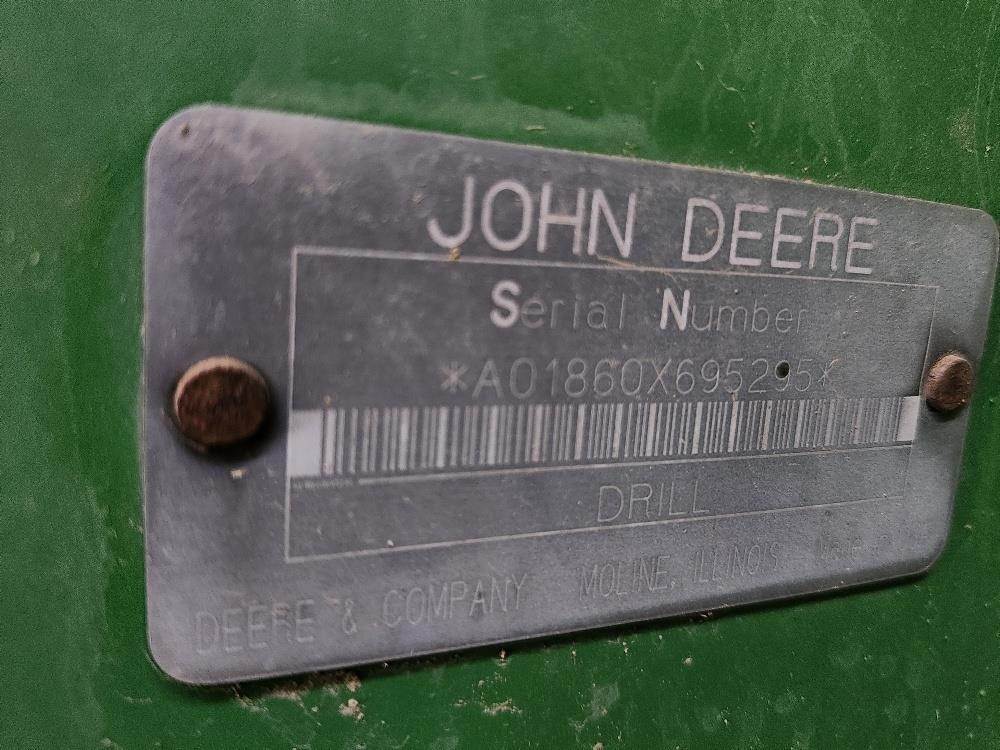 JOHN DEERE
Serial Number
*A01860X695295*
DRILL
DEERE & COMPANY MOLINE, ILLINOIS